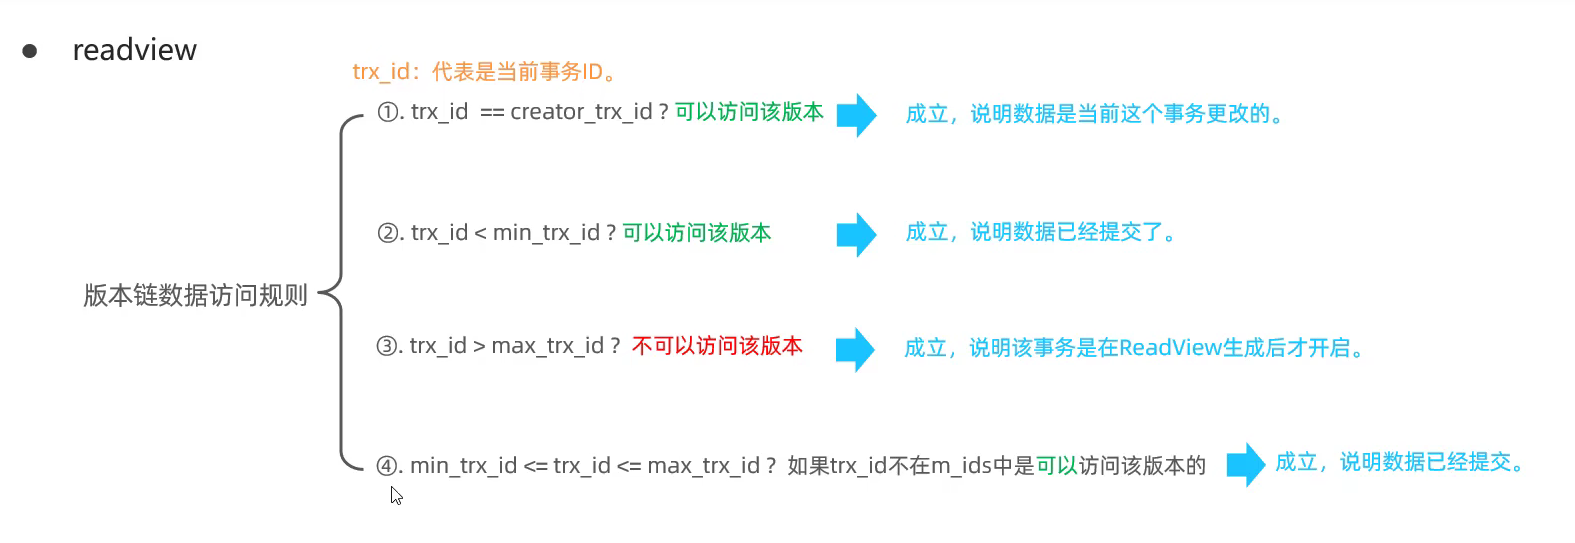 readview
trx_id：代表是当前事务ID。
①. trx_id == creator_trx_id ? 可以访问该版本 成立，说明数据是当前这个事务更改的。
②. trx_id < min_trx_id ? 可以访问该版本 成立，说明数据已经提交了。
版本链数据访问规则
③. trx_id > max_trx_id ? 不可以访问该版本 成立，说明该事务是在ReadView生成后才开启。
④. min_trx_id <= trx_id <= max_trx_id ? 如果trx_id不在m_ids中是可以访问该版本的 成立，说明数据已经提交。